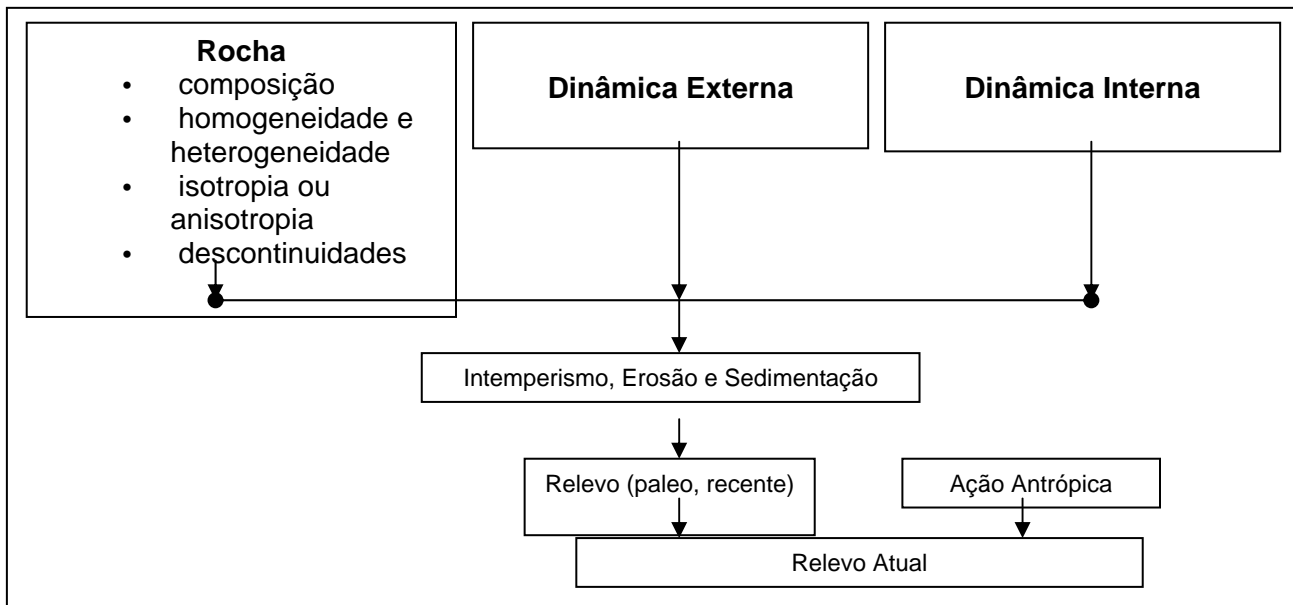 Rocha
• composição
• homogeneidade e
heterogeneidade
• isotropia ou
anisotropia
• descontinuidades
Dinâmica Externa
Dinâmica Interna
Intemperismo, Erosão e Sedimentação
Relevo (paleo, recente)
Ação Antrópica
Relevo Atual